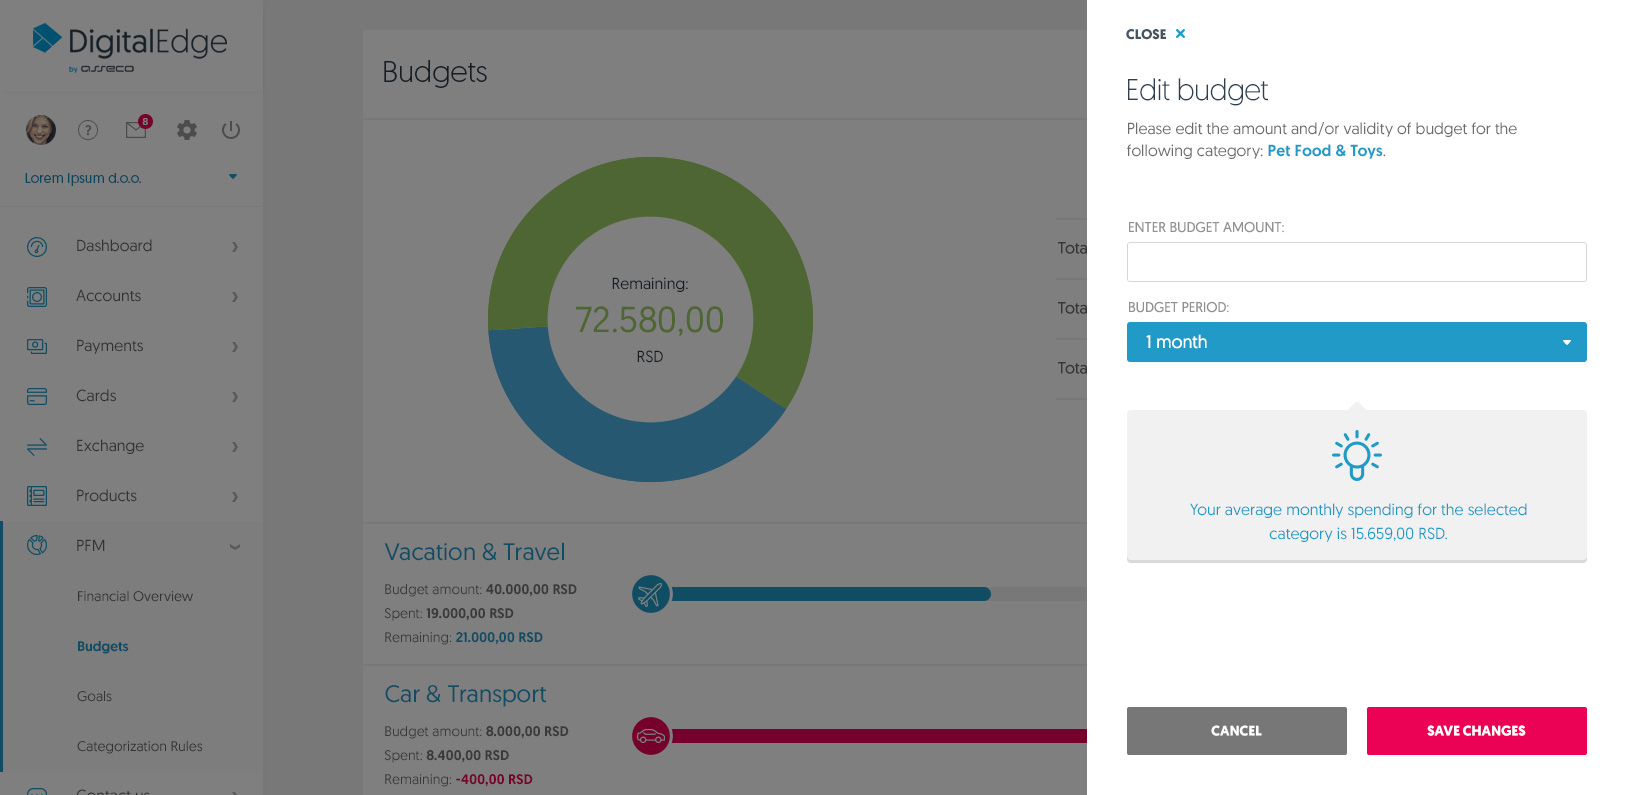 DigitalEdge
by asseco
?
8
Lorem Ipsum d.o.o.
Dashboard
Accounts
Payments
Cards
Exchange
Products
PFM
Financial Overview
Budgets
Goals
Categorization Rules
Contact us
Budgets
Remaining:
72.580,00
RSD
Tota
Tota
Tota
Vacation & Travel
Budget amount: 40.000,00 RSD
Spent: 19.000,00 RSD
Remaining: 21.000,00 RSD
Car & Transport
Budget amount: 8.000,00 RSD
Spent: 8.400,00 RSD
Remaining: -400,00 RSD
CLOSE
Edit budget
Please edit the amount and/or validity of budget for the
following category: Pet Food & Toys.
ENTER BUDGET AMOUNT:
BUDGET PERIOD:
1 month
Your average monthly spending for the selected
category is 15.659,00 RSD.
CANCEL
SAVE CHANGES